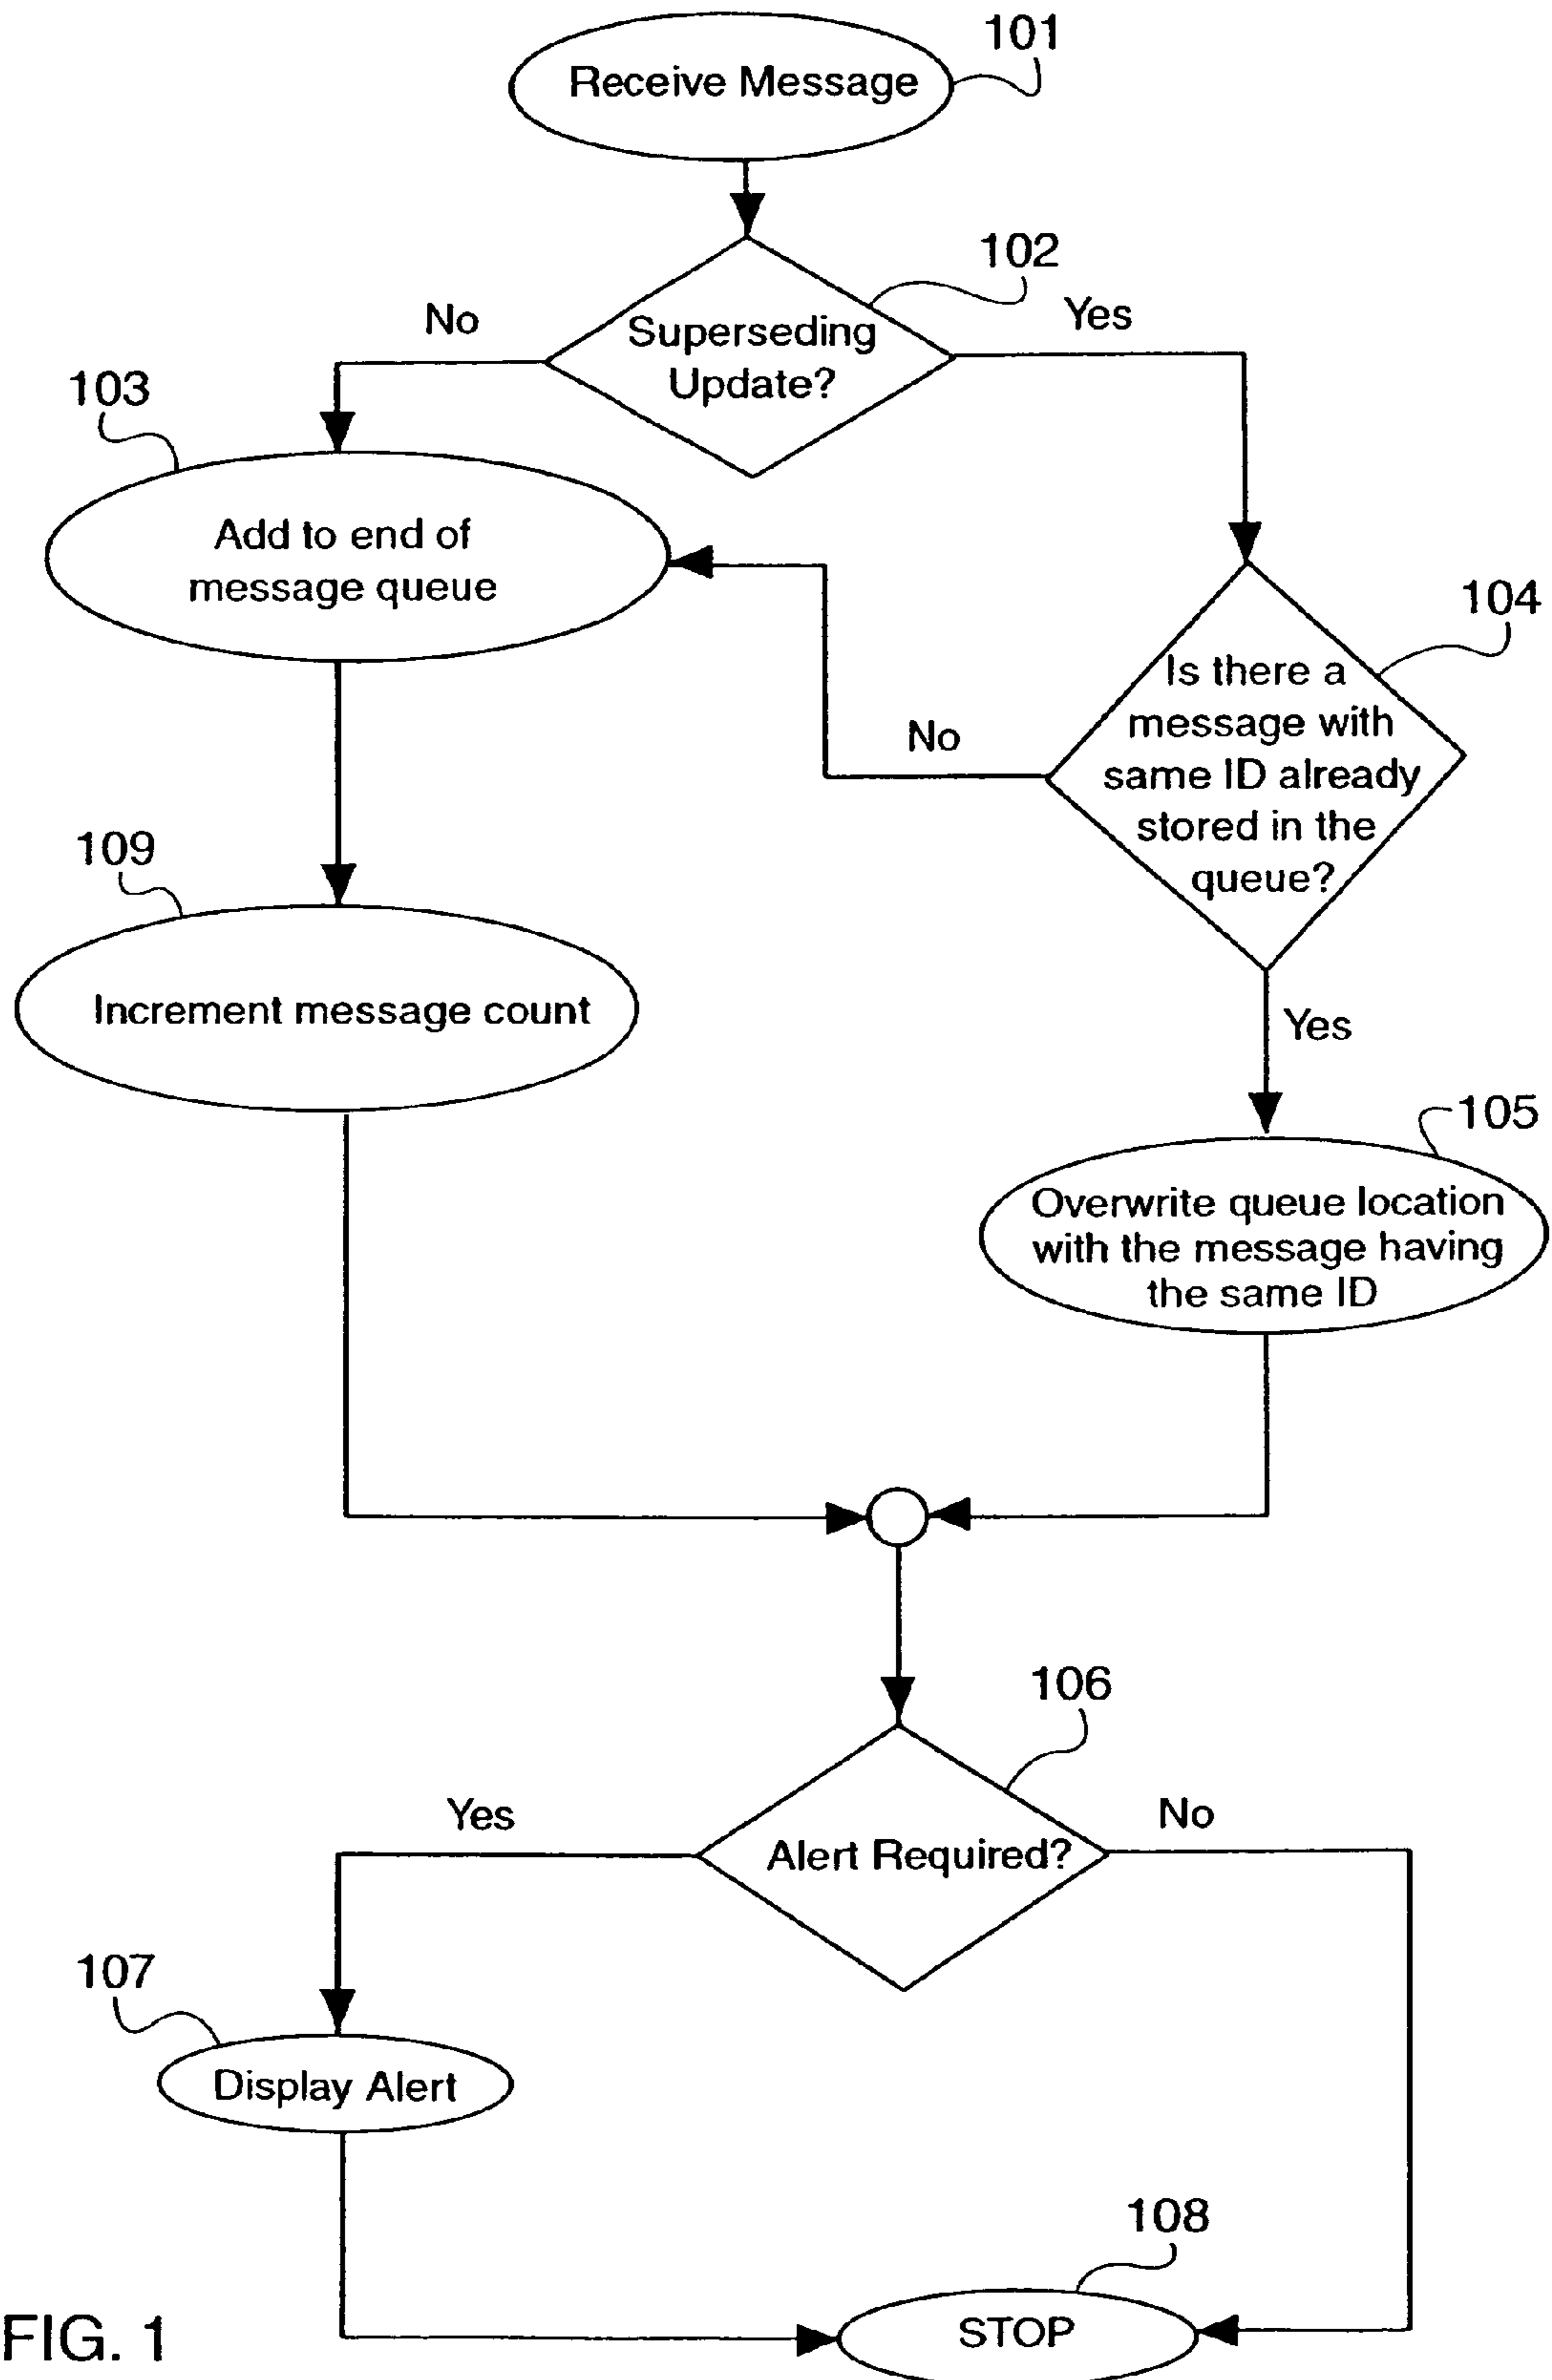 101
Receive Message
102
No
Yes
Superseding
Update?
103
Add to end of
message queue
104
Is there a
message with
same ID already
stored in the
queue?
No
109
Increment message count
Yes
105
Overwrite queue location
with the message having
the same ID
106
Yes
No
Alert Required?
107
Display Alert
108
STOP
FIG. 1